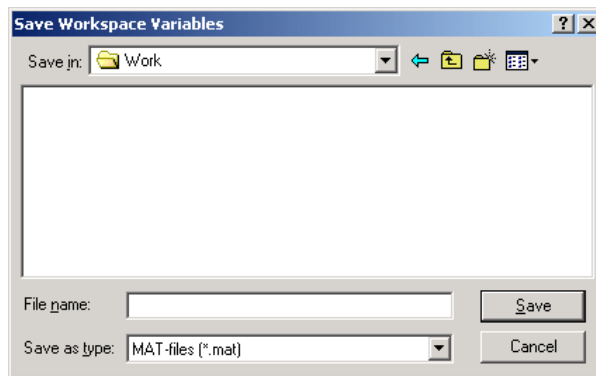 Save Workspace Variables
Save in: Work
File name: Save
Save as type: MAT-files (*.mat) Cancel